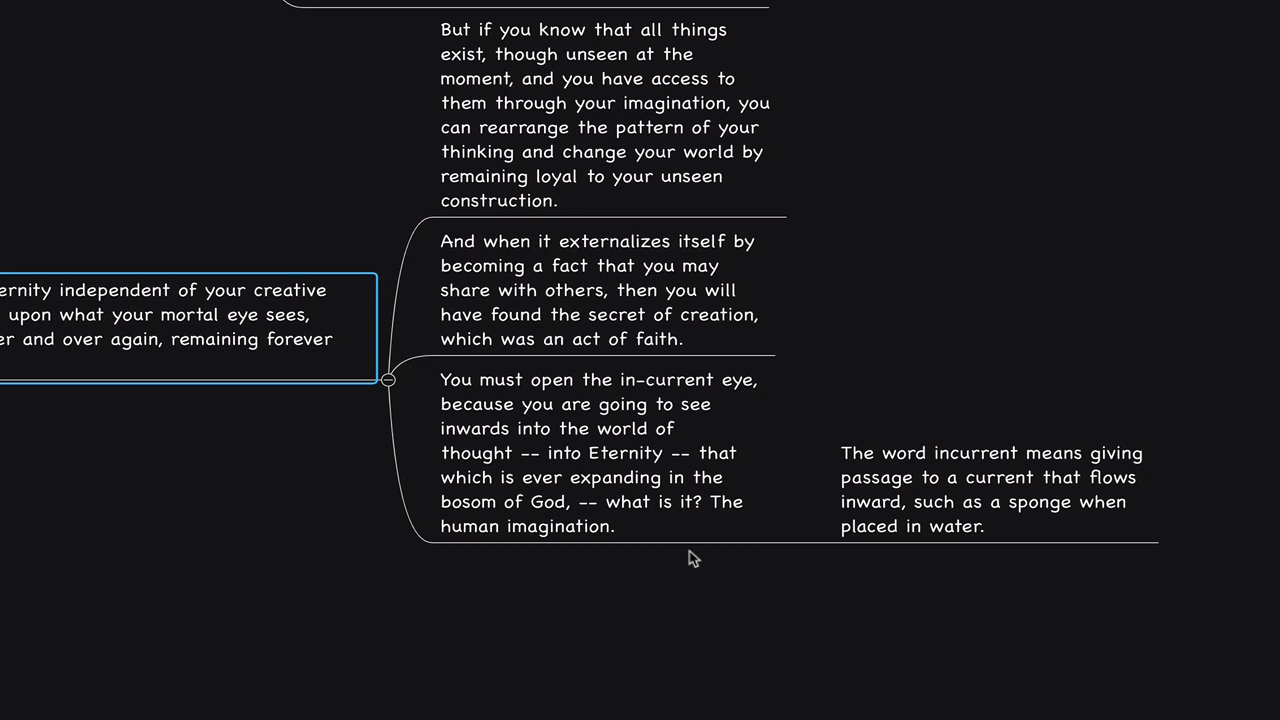 But if you know that all things
exist, though unseen at the
moment, and you have access to
them through your imagination, you
can rearrange the pattern of your
thinking and change your world by
remaining loyal to your unseen
construction.
And when it externalizes itself by
becoming a fact that you may
share with others, then you will
have found the secret of creation,
which was an act of faith.
ernity independent of your creative
upon what your mortal eye sees,
er and over again, remaining forever
You must open the in-current eye,
because you are going to see
inwards into the world of
thought -- into Eternity -- that
which is ever expanding in the
bosom of God, -- what is it? The
human imagination.
The word incurrent means giving
passage to a current that flows
inward, such as a sponge when
placed in water.